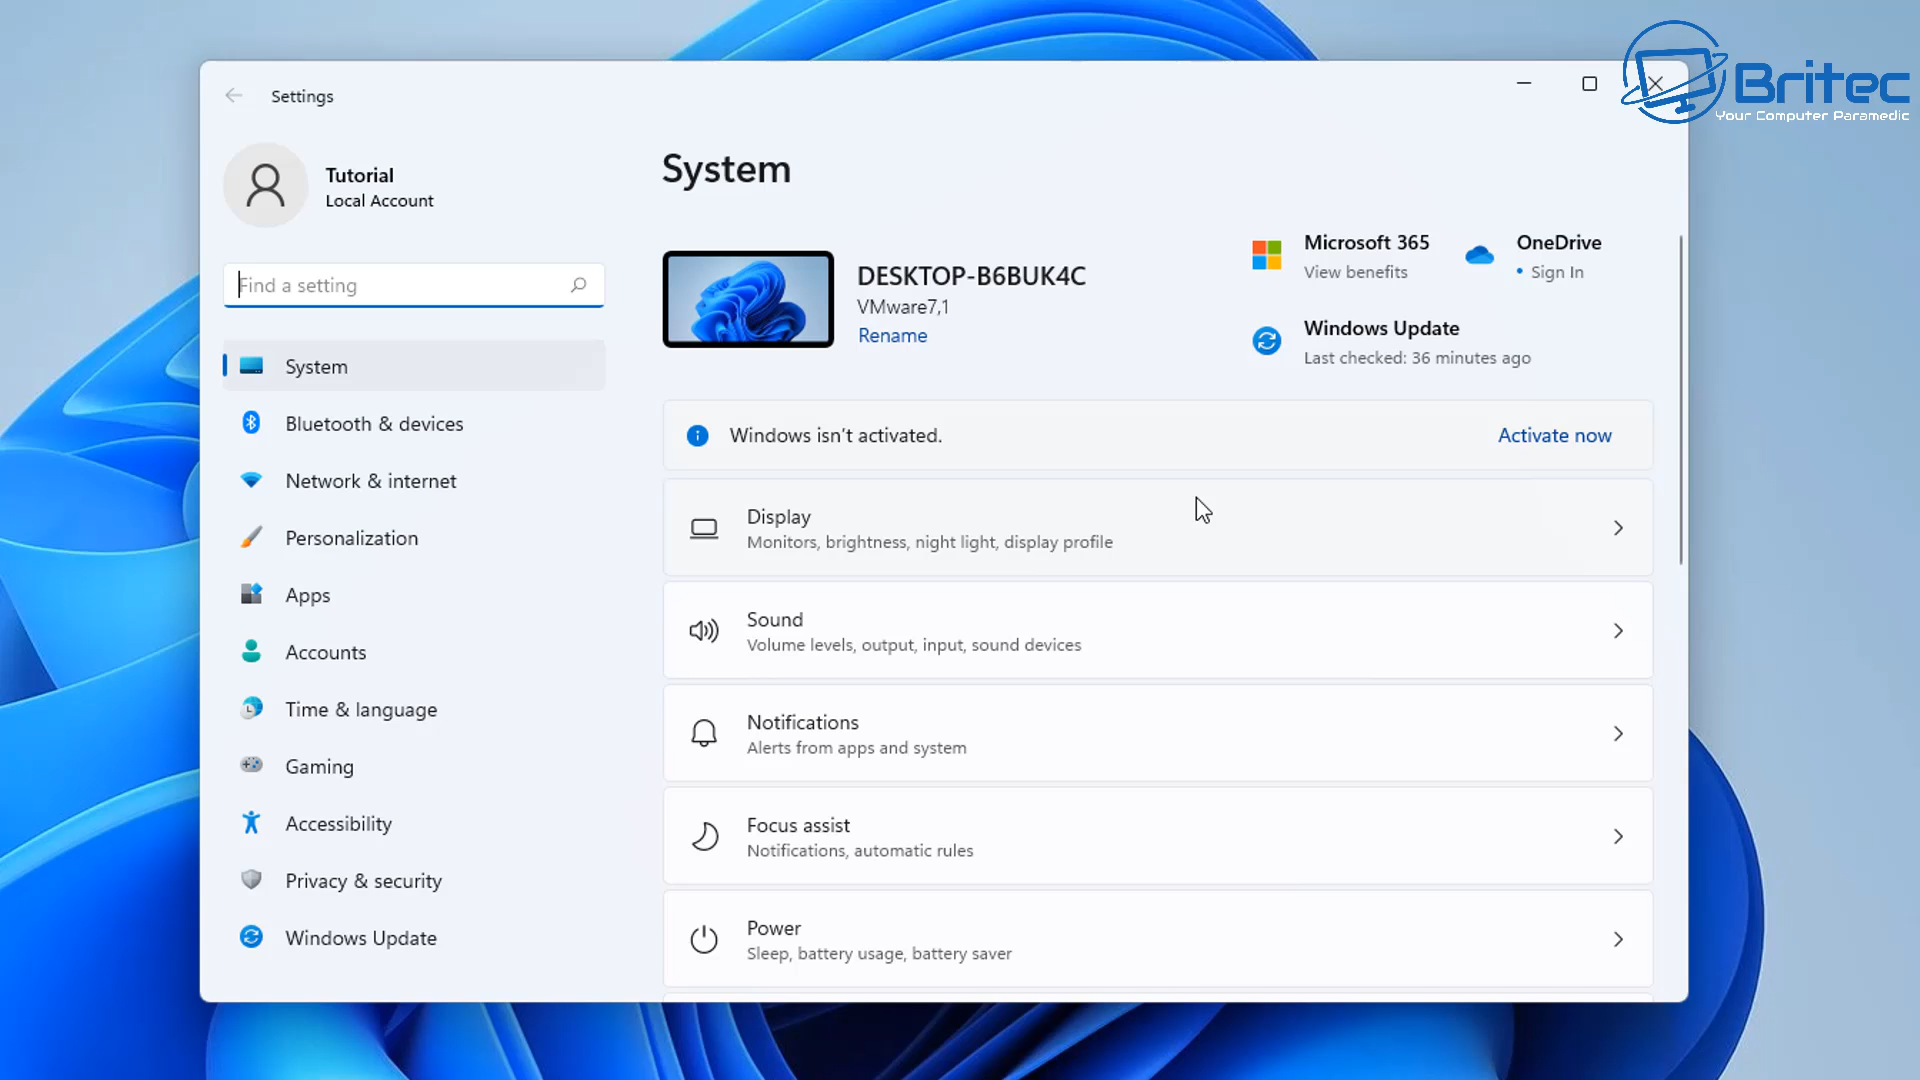 Settings
Britec
Your Computer Paramedic
Tutorial
Local Account
Find a setting
System
Bluetooth & devices
Network & internet
Personalization
Apps
Accounts
Time & language
Gaming
Accessibility
Privacy & security
Windows Update
System
DESKTOP-B6BUK4C
VMware7,1
Rename
Microsoft 365
View benefits
OneDrive
• Sign In
Windows Update
Last checked: 36 minutes ago
Windows isn't activated.
Activate now
Display
Monitors, brightness, night light, display profile
Sound
Volume levels, output, input, sound devices
Notifications
Alerts from apps and system
Focus assist
Notifications, automatic rules
Power
Sleep, battery usage, battery saver